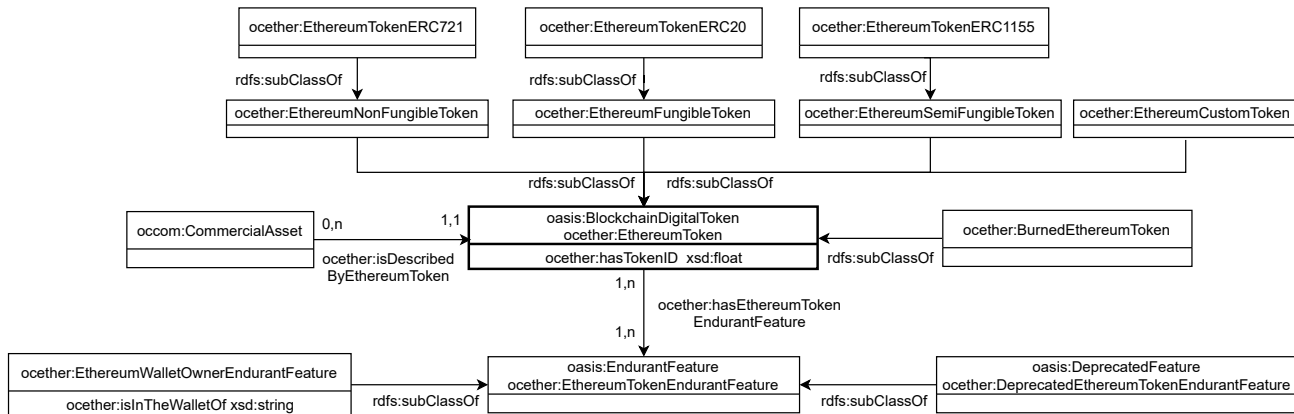 ocether:EthereumTokenERC721
ocether:EthereumTokenERC20
ocether:EthereumTokenERC1155
rdfs:subClassOf
rdfs:subClassOf
rdfs:subClassOf
ocether:EthereumNonFungibleToken
ocether:EthereumFungibleToken
ocether:EthereumSemiFungibleToken
ocether:EthereumCustomToken
rdfs:subClassOf
rdfs:subClassOf
occom:CommercialAsset
0,n
1,1
ocether:isDescribed
ByEthereumToken
oasis:BlockchainDigitalToken
ocether:EthereumToken
ocether:hasTokenID xsd:float
rdfs:subClassOf
ocether:BurnedEthereumToken
1,n
ocether:hasEthereumToken
EndurantFeature
1,n
ocether:EthereumWalletOwnerEndurantFeature
ocether:isInTheWalletOf xsd:string
rdfs:subClassOf
oasis:EndurantFeature
ocether:EthereumTokenEndurantFeature
rdfs:subClassOf
oasis:DeprecatedFeature
ocether:DeprecatedEthereumTokenEndurantFeature